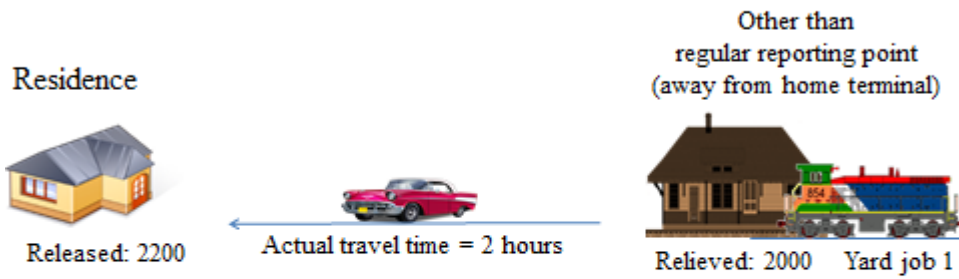 Other than
regular reporting point
(away from home terminal)
Residence
854
Released: 2200
Actual travel time = 2 hours
Relieved: 2000 Yard job 1